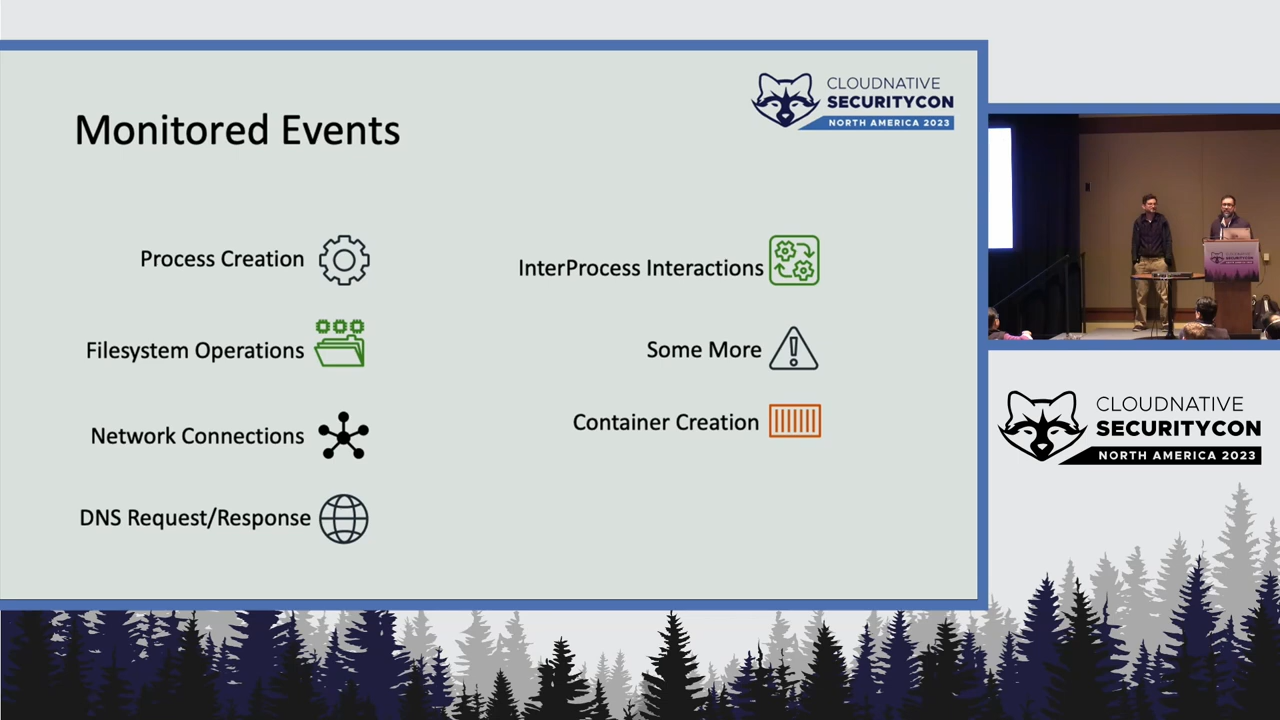 Monitored Events
CLOUDNATIVE
SECURITYCON
NORTH AMERICA 2023
Process Creation
Filesystem Operations
Network Connections
DNS Request/Response
InterProcess Interactions
Some More
Container Creation
CLOUDNATIVE
SECURITYCON
NORTH AMERICA 2023